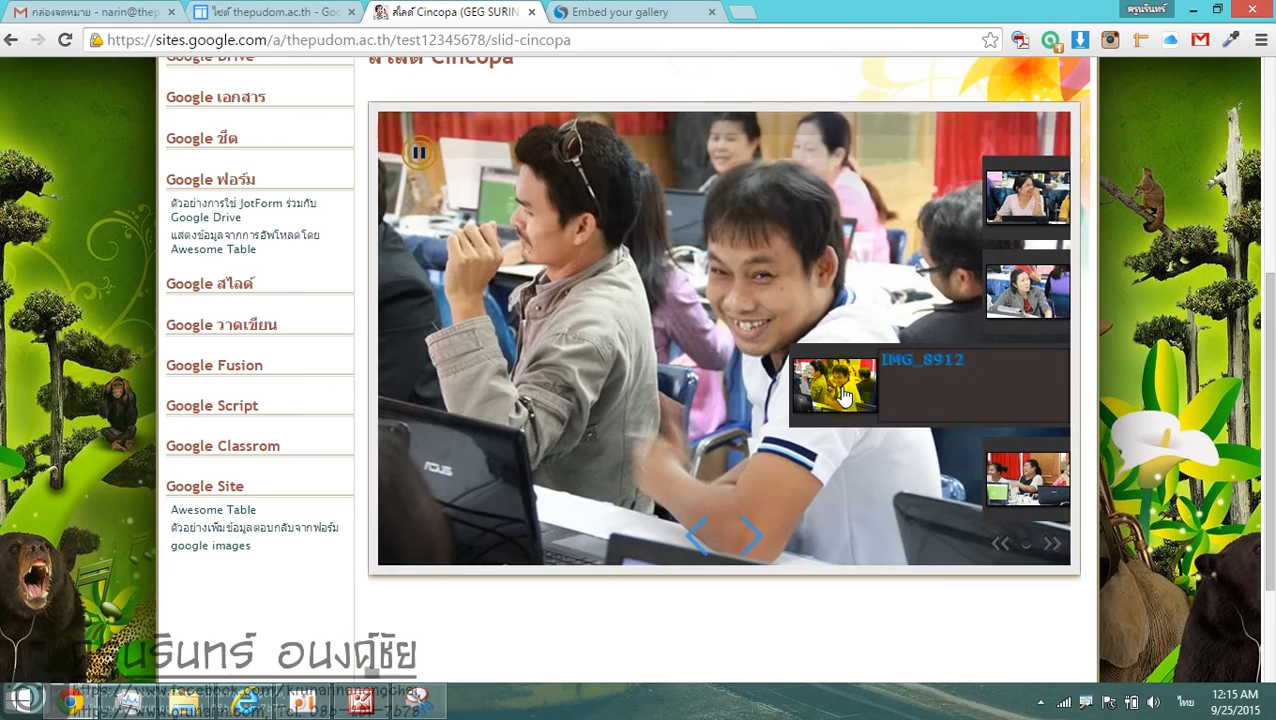 กล่องจดหมาย - narin@thep
ไซต์ thepudom.ac.th - Goo
สไลด์ Cincopa (GEG SURIN
Embed your gallery
ครูนรินทร์
https://sites.google.com/a/thepudom.ac.th/test12345678/slid-cincopa
Google Drive
สไลด์ Cincopa
Google เอกสาร
Google ชีต
Google ฟอร์ม
ตัวอย่างการใช่ JotForm ร่วมกับ
Google Drive
แสดงข้อมูลจากการอัพโหลดโดย
Awesome Table
Google สไลด์
Google วาดเขียน
Google Fusion
Google Script
Google Classrom
Google Site
Awesome Table
ตัวอย่างเพิ่มข้อมูลตอบกลับจากฟอร์ม
google images
IMG_8912
ASUS
นรินทร์ อนงค์ชัย
ไทย
12:15 AM
9/25/2015